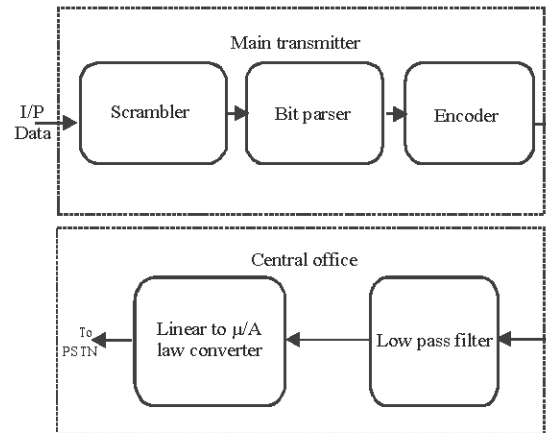 Main transmitter
I/P
Data
Scrambler
Bit parser
Encoder
Central office
To
PSTN
Linear to μ/A
law converter
Low pass filter